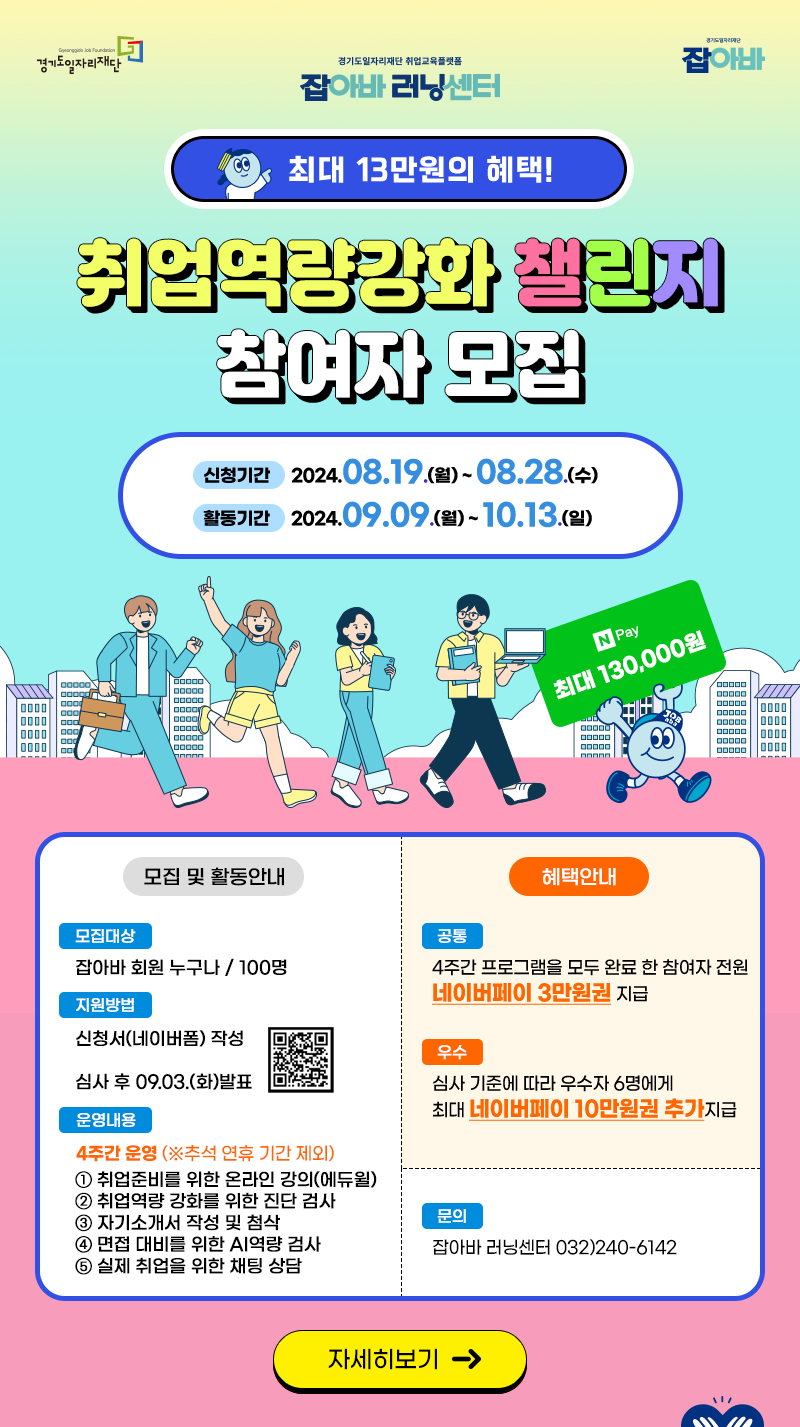 Gyeonggido Job Foundation
경기도일자리재단
경기도일자리재단 취업교육플랫폼
잡아바 러닝센터
경기도일자리재단
잡아바
최대 13만원의 혜택!
취업역량강화 챌린지
참여자 모집
신청기간 2024.08.19.(월) ~ 08.28.(수)
활동기간 2024.09.09.(월) ~ 10.13.(일)
N Pay
최대 130,000원
JOB
모집 및 활동안내
모집대상
잡아바 회원 누구나 / 100명
지원방법
신청서(네이버폼) 작성
심사 후 09.03.(화)발표
운영내용
4주간 운영 (※추석 연휴 기간 제외)
① 취업준비를 위한 온라인 강의(에듀윌)
② 취업역량 강화를 위한 진단 검사
③ 자기소개서 작성 및 첨삭
④ 면접 대비를 위한 AI역량 검사
⑤ 실제 취업을 위한 채팅 상담
혜택안내
공통
4주간 프로그램을 모두 완료 한 참여자 전원
네이버페이 3만원권 지급
우수
심사 기준에 따라 우수자 6명에게
최대 네이버페이 10만원권 추가지급
문의
잡아바 러닝센터 032)240-6142
자세히보기 →